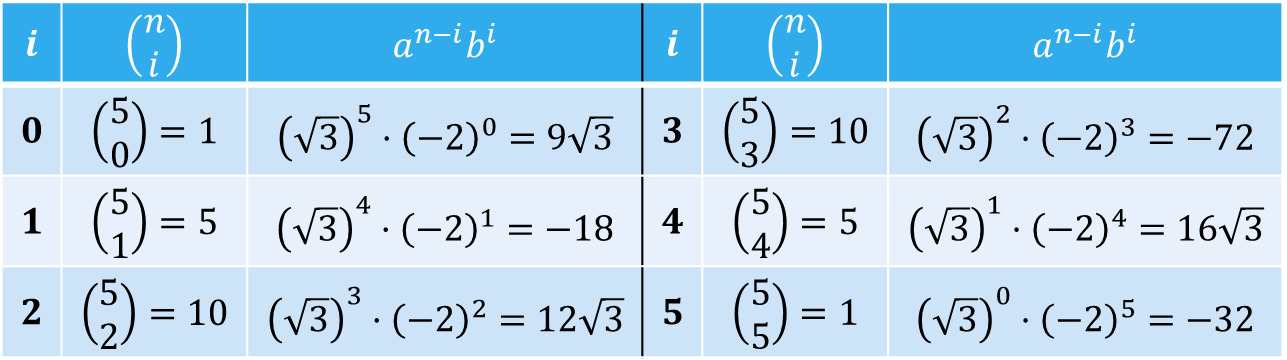 i (n i) a^{n−i}b^i i (n i) a^{n−i}b^i
0 (5 0) = 1 (√3)^5 · (−2)^0 = 9√3 3 (5 3) = 10 (√3)^2 · (−2)^3 = −72
1 (5 1) = 5 (√3)^4 · (−2)^1 = −18 4 (5 4) = 5 (√3)^1 · (−2)^4 = 16√3
2 (5 2) = 10 (√3)^3 · (−2)^2 = 12√3 5 (5 5) = 1 (√3)^0 · (−2)^5 = −32